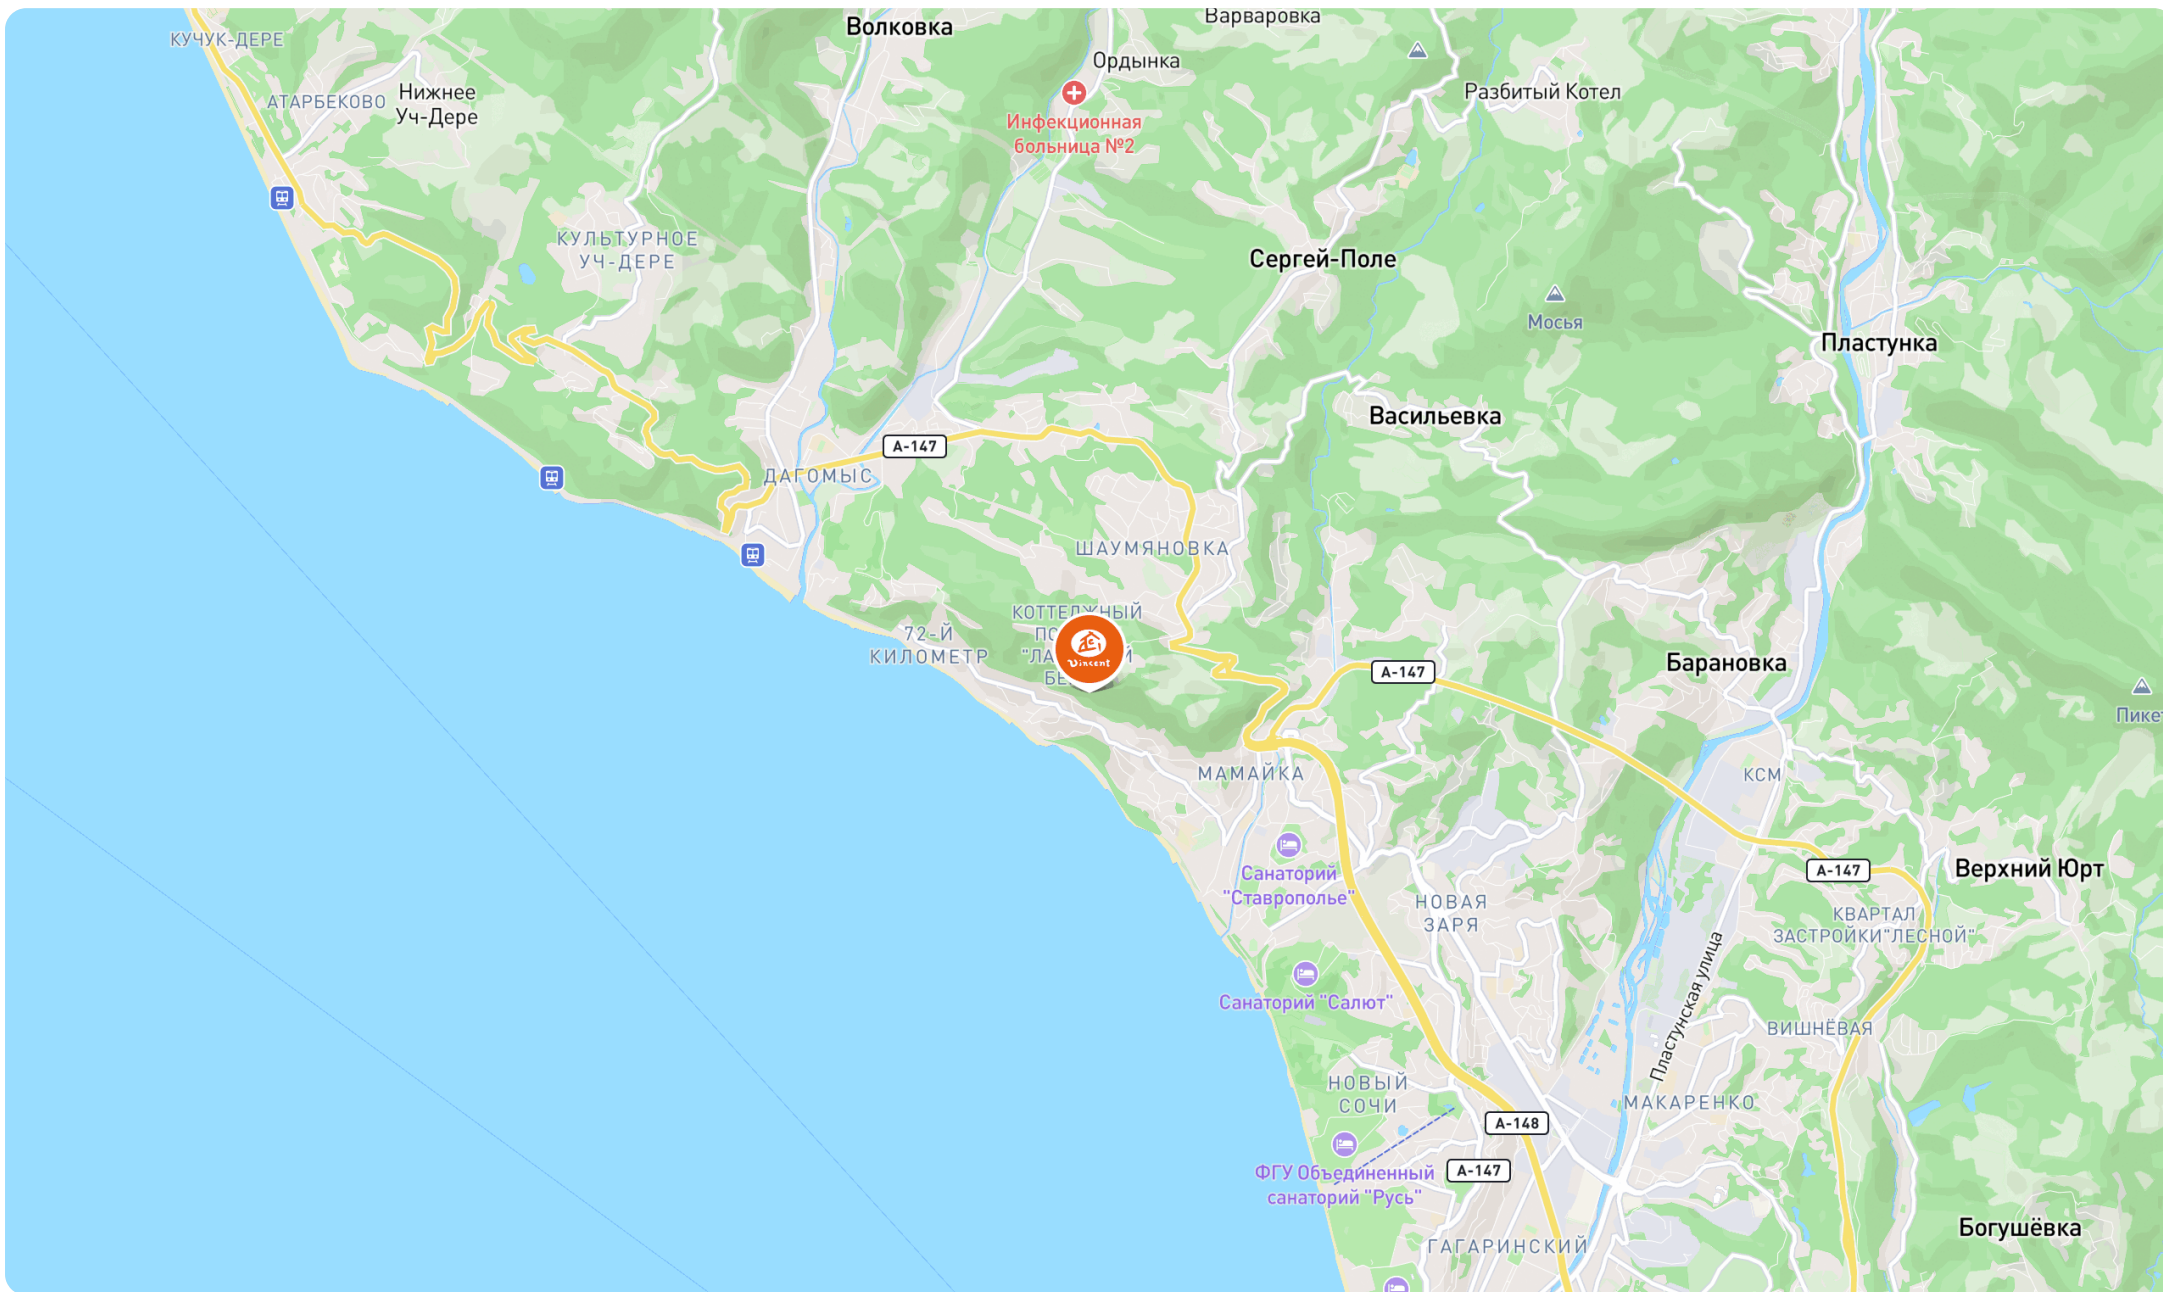 Волковка
Варваровка
КУЧУК-ДЕРЕ
Ордынка
АТАРБЕКОВО
Нижнее
Уч-Дере
Разбитый Котел
Инфекционная
больница №2
КУЛЬТУРНОЕ
УЧ-ДЕРЕ
Сергей-Поле
Мосья
Пластунка
Васильевка
А-147
ДАГОМЫС
ШАУМЯНОВКА
КОТТЕДЖНЫЙ
72-Й
КИЛОМЕТР
Vincent
А-147
Барановка
МАМАЙКА
КСМ
Санаторий
"Ставрополье"
А-147
Верхний Юрт
НОВАЯ
ЗАРЯ
КВАРТАЛ
ЗАСТРОЙКИ"ЛЕСНОЙ"
Санаторий "Салют"
Пластунская улица
ВИШНЁВАЯ
НОВЫЙ
СОЧИ
МАКАРЕНКО
А-148
А-147
ФГУ Объединенный
санаторий "Русь"
Богушёвка
ГАГАРИНСКИЙ